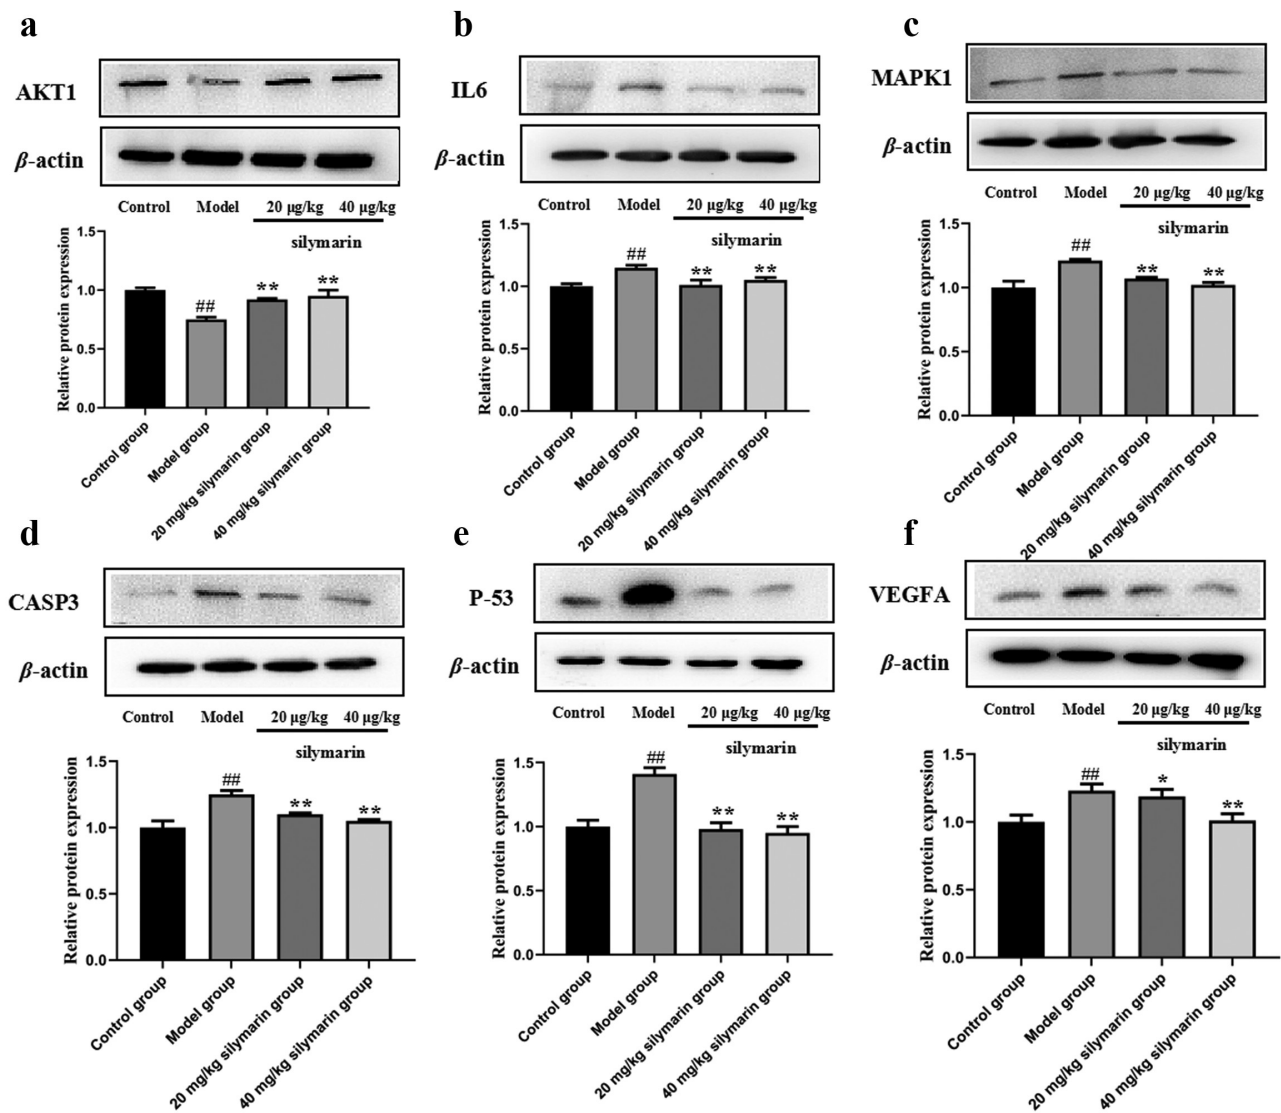 a
AKT1
β-actin
Control Model 20 μg/kg 40 μg/kg
silymarin
Relative protein expression
1.5
1.0
0.5
0.0
##
**
**
Control group
Model group
20 mg/kg silymarin group
40 mg/kg silymarin group
b
IL6
β-actin
Control Model 20 μg/kg 40 μg/kg
silymarin
Relative protein expression
1.5
1.0
0.5
0.0
##
**
**
Control group
Model group
20 mg/kg silymarin group
40 mg/kg silymarin group
c
MAPK1
β-actin
Control Model 20 μg/kg 40 μg/kg
silymarin
Relative protein expression
1.5
1.0
0.5
0.0
##
**
**
Control group
Model group
20 mg/kg silymarin group
40 mg/kg silymarin group
d
CASP3
β-actin
Control Model 20 μg/kg 40 μg/kg
silymarin
Relative protein expression
1.5
1.0
0.5
0.0
##
**
**
Control group
Model group
20 mg/kg silymarin group
40 mg/kg silymarin group
e
P-53
β-actin
Control Model 20 μg/kg 40 μg/kg
silymarin
Relative protein expression
1.5
1.0
0.5
0.0
##
**
**
Control group
Model group
20 mg/kg silymarin group
40 mg/kg silymarin group
f
VEGFA
β-actin
Control Model 20 μg/kg 40 μg/kg
silymarin
Relative protein expression
1.5
1.0
0.5
0.0
##
*
**
Control group
Model group
20 mg/kg silymarin group
40 mg/kg silymarin group